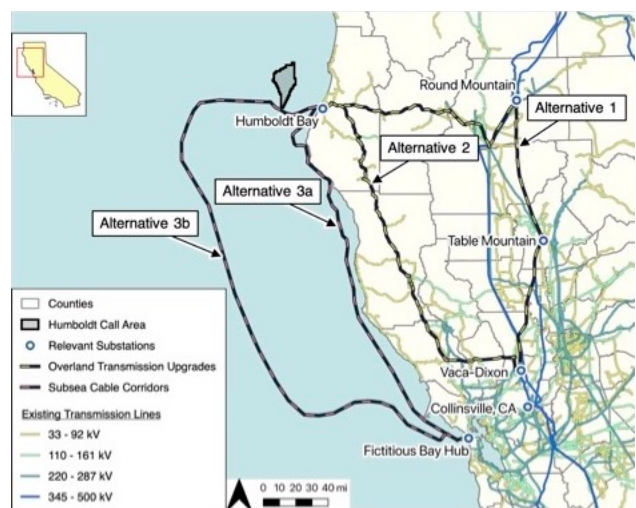 Round Mountain
Alternative 1
Humboldt Bay
Alternative 2
Alternative 3a
Alternative 3b
Table Mountain
Counties
Humboldt Call Area
Relevant Substations
Overland Transmission Upgrades
Subsea Cable Corridors
Existing Transmission Lines
33 - 92 kV
110 - 161 kV
220 - 287 kV
345 - 500 kV
Vaca-Dixon
Collinsville, CA
Fictitious Bay Hub
0 10 20 30 40 mi